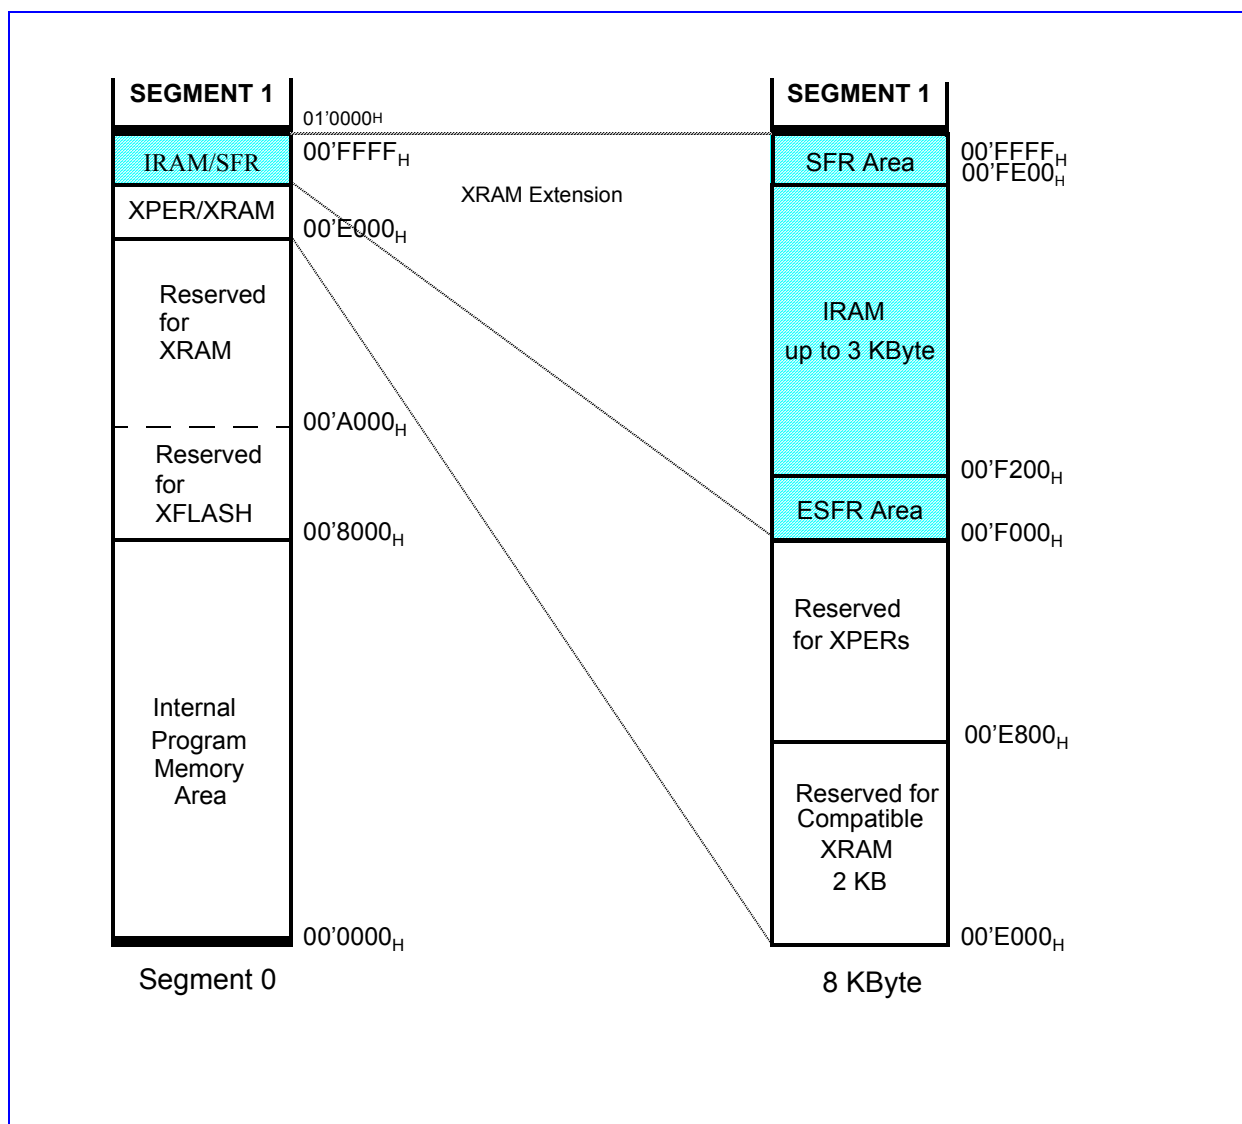 SEGMENT 1
01'0000H
IRAM/SFR
00'FFFFH
XPER/XRAM
00'E000H
Reserved
for
XRAM
00'A000H
Reserved
for
XFLASH
00'8000H
Internal
Program
Memory
Area
00'0000H
Segment 0
XRAM Extension
SEGMENT 1
SFR Area
00'FFFFH
00'FE00H
IRAM
up to 3 KByte
00'F200H
ESFR Area
00'F000H
Reserved
for XPERs
00'E800H
Reserved for
Compatible
XRAM
2 KB
00'E000H
8 KByte